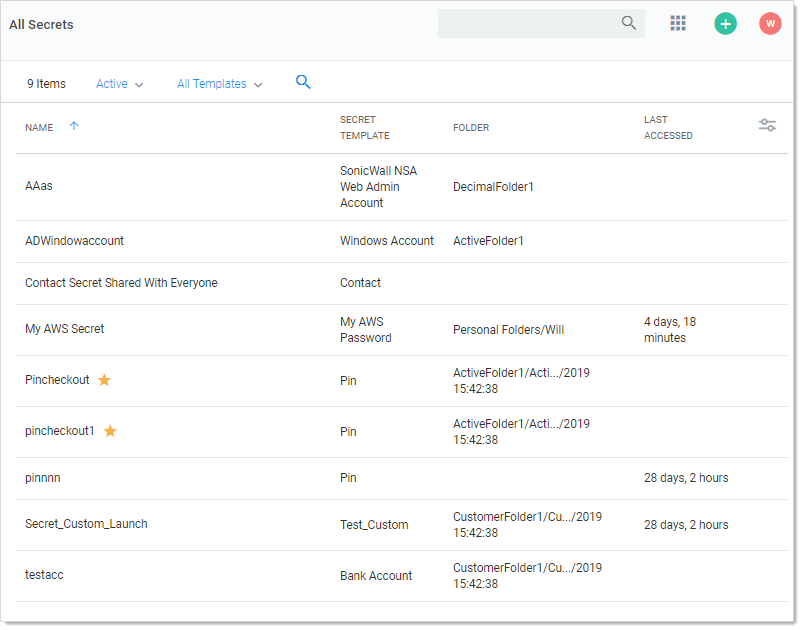 All Secrets
W
9 Items Active All Templates
NAME SECRET TEMPLATE FOLDER LAST ACCESSED
AAas SonicWall NSA Web Admin Account DecimalFolder1
ADWindowaccount Windows Account ActiveFolder1
Contact Secret Shared With Everyone Contact
My AWS Secret My AWS Password Personal Folders/Will 4 days, 18 minutes
Pincheckout Pin ActiveFolder1/Acti.../2019 15:42:38
pincheckout1 Pin ActiveFolder1/Acti.../2019 15:42:38
pinnnn Pin 28 days, 2 hours
Secret_Custom_Launch Test_Custom CustomerFolder1/Cu.../2019 15:42:38 28 days, 2 hours
testacc Bank Account CustomerFolder1/Cu.../2019 15:42:38